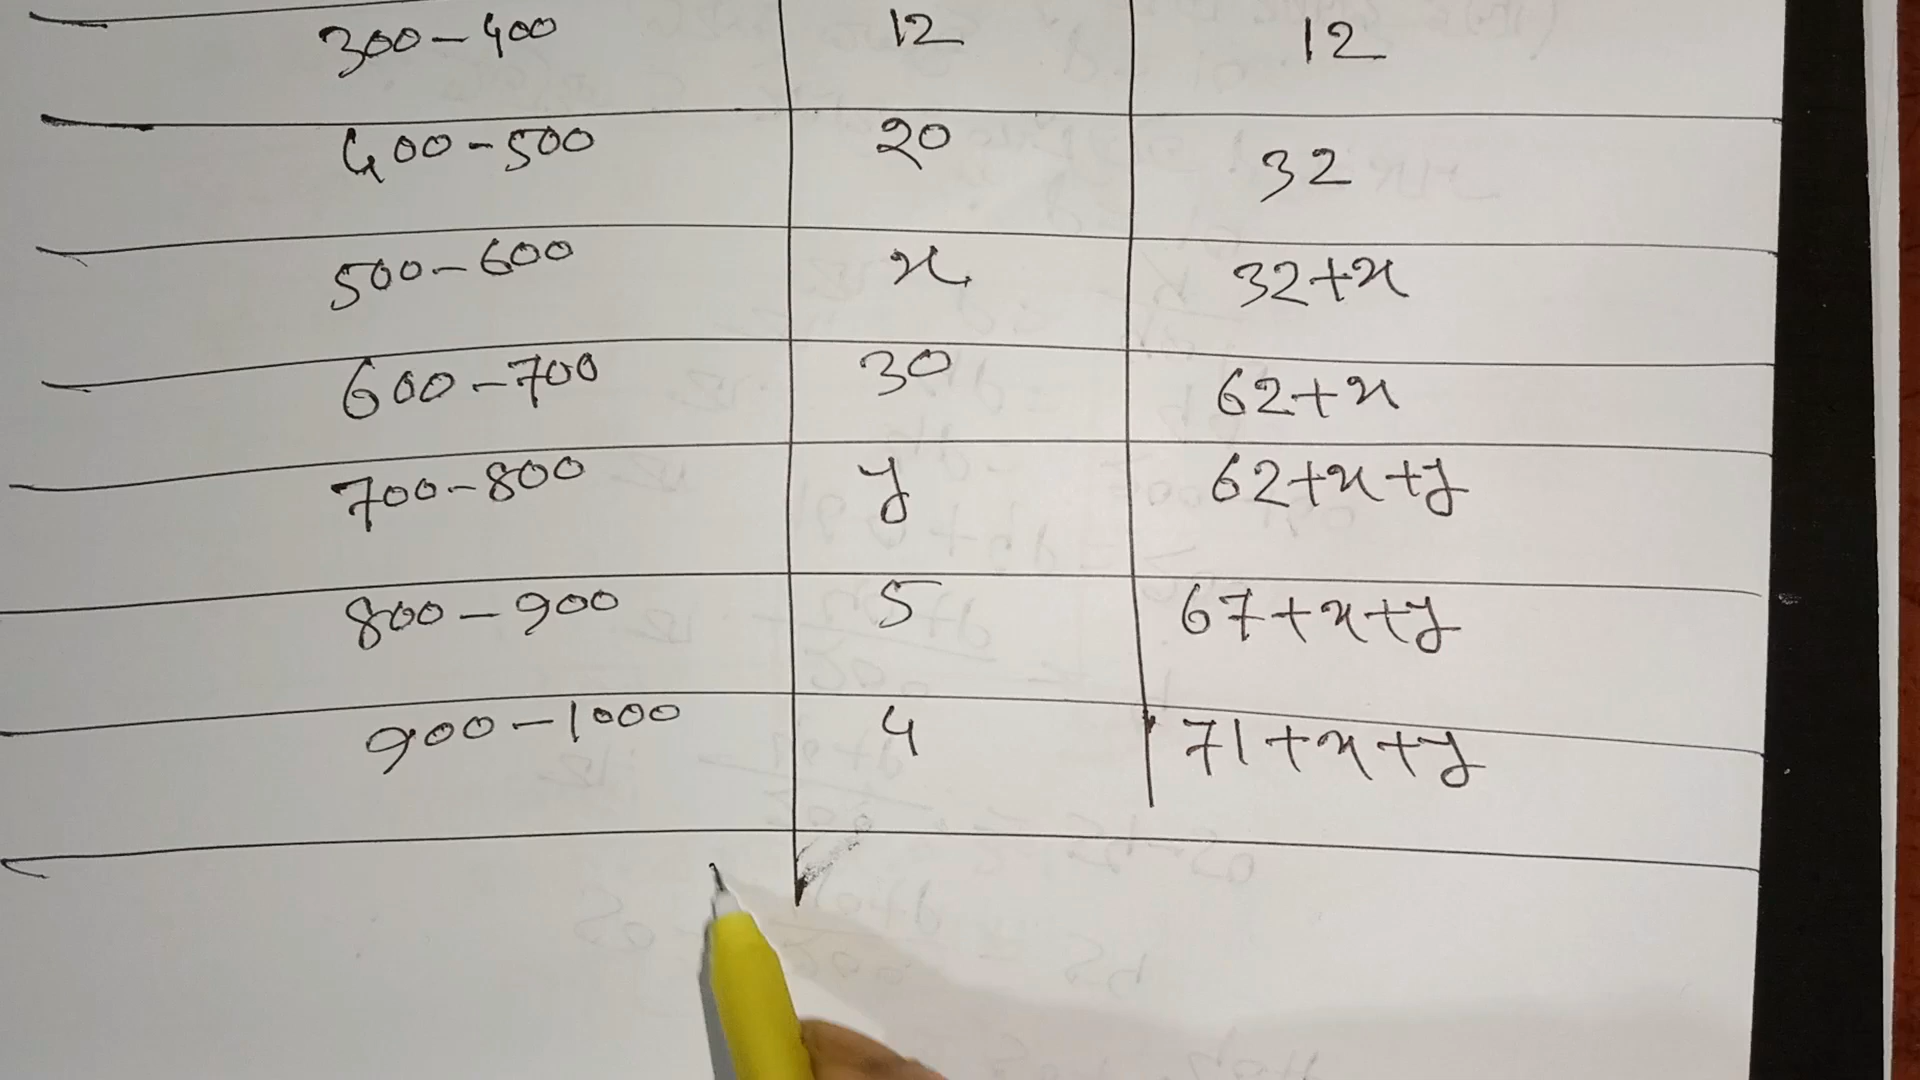 300-400 12 12
400-500 20 32
500-600 x 32+x
600-700 30 62+x
700-800 y 62+x+y
800-900 5 67+x+y
900-1000 4 71+x+y